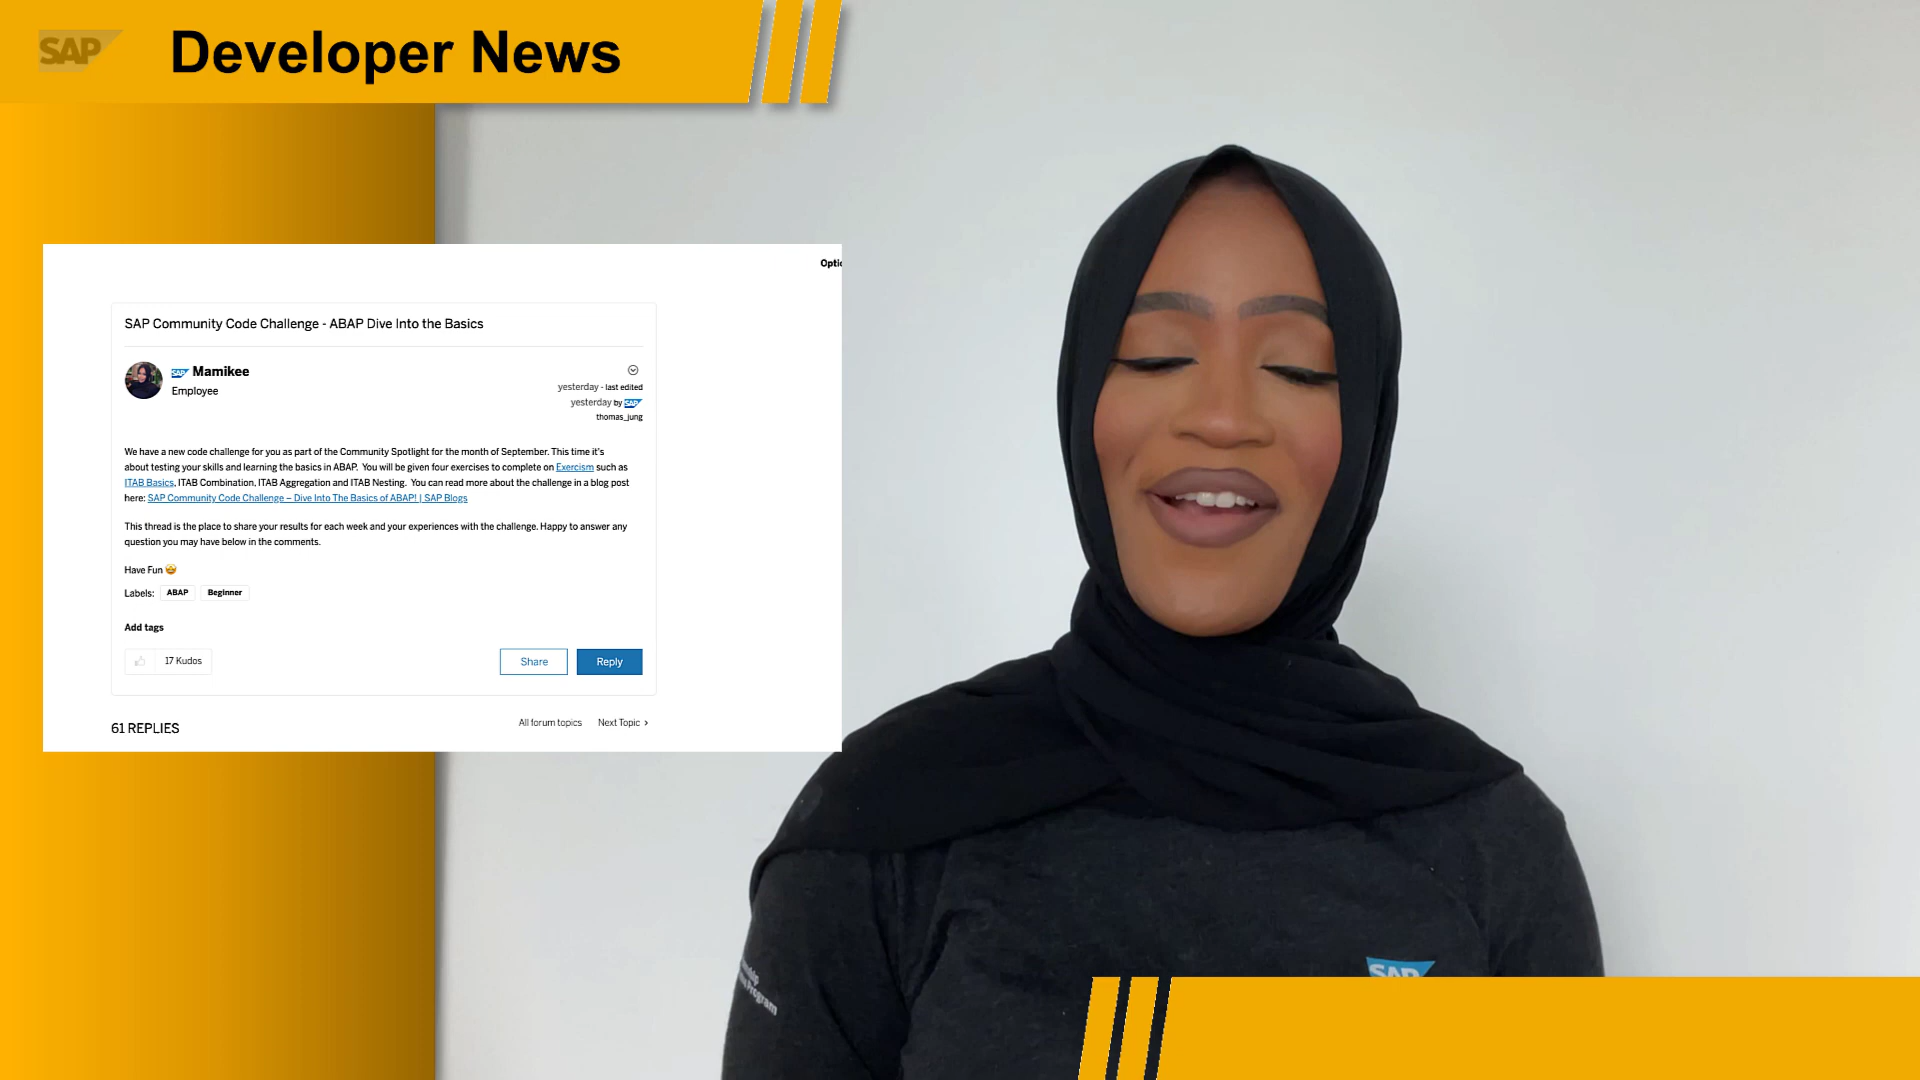 SAP Developer News
Optio
SAP Community Code Challenge - ABAP Dive Into the Basics
SAP Mamikee
Employee
yesterday - last edited
yesterday by SAP
thomas_jung
We have a new code challenge for you as part of the Community Spotlight for the month of September. This time it's
about testing your skills and learning the basics in ABAP. You will be given four exercises to complete on Exercism such as
ITAB Basics, ITAB Combination, ITAB Aggregation and ITAB Nesting. You can read more about the challenge in a blog post
here: SAP Community Code Challenge – Dive Into The Basics of ABAP! | SAP Blogs
This thread is the place to share your results for each week and your experiences with the challenge. Happy to answer any
question you may have below in the comments.
Have Fun 🤩
Labels: ABAP Beginner
Add tags
17 Kudos Share Reply
61 REPLIES All forum topics Next Topic >
SAP
Program